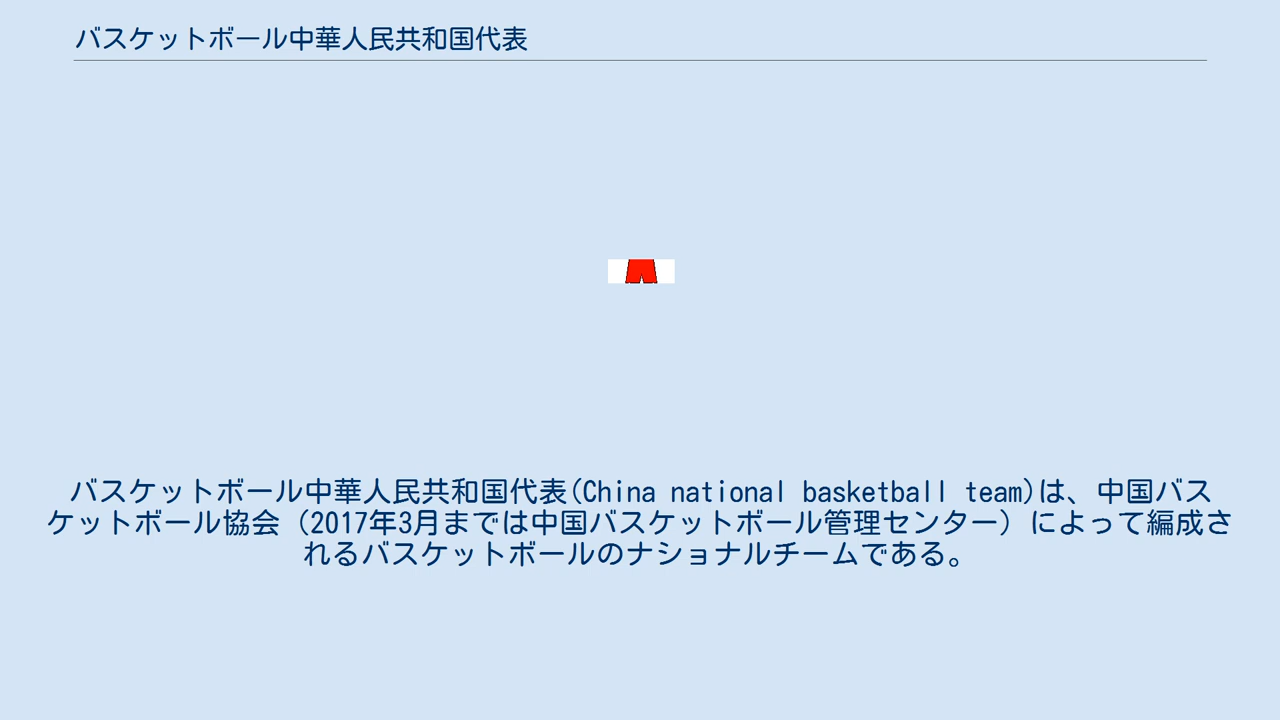 バスケットボール中華人民共和国代表
バスケットボール中華人民共和国代表(China national basketball team)は、中国バス
ケットボール協会（2017年3月までは中国バスケットボール管理センター）によって編成さ
れるバスケットボールのナショナルチームである。